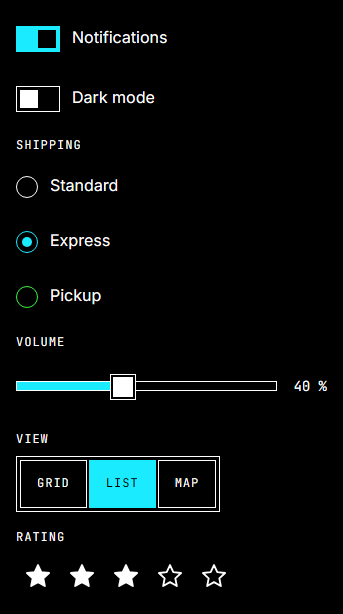 Notifications
Dark mode
SHIPPING
Standard
Express
Pickup
VOLUME
40 %
VIEW
GRID LIST MAP
RATING